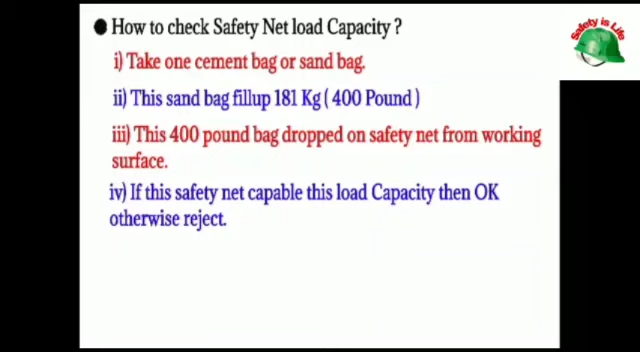 ● How to check Safety Net load Capacity ?
i) Take one cement bag or sand bag.
ii) This sand bag fillup 181 Kg ( 400 Pound )
iii) This 400 pound bag dropped on safety net from working
surface.
iv) If this safety net capable this load Capacity then OK
otherwise reject.
Safety is Life